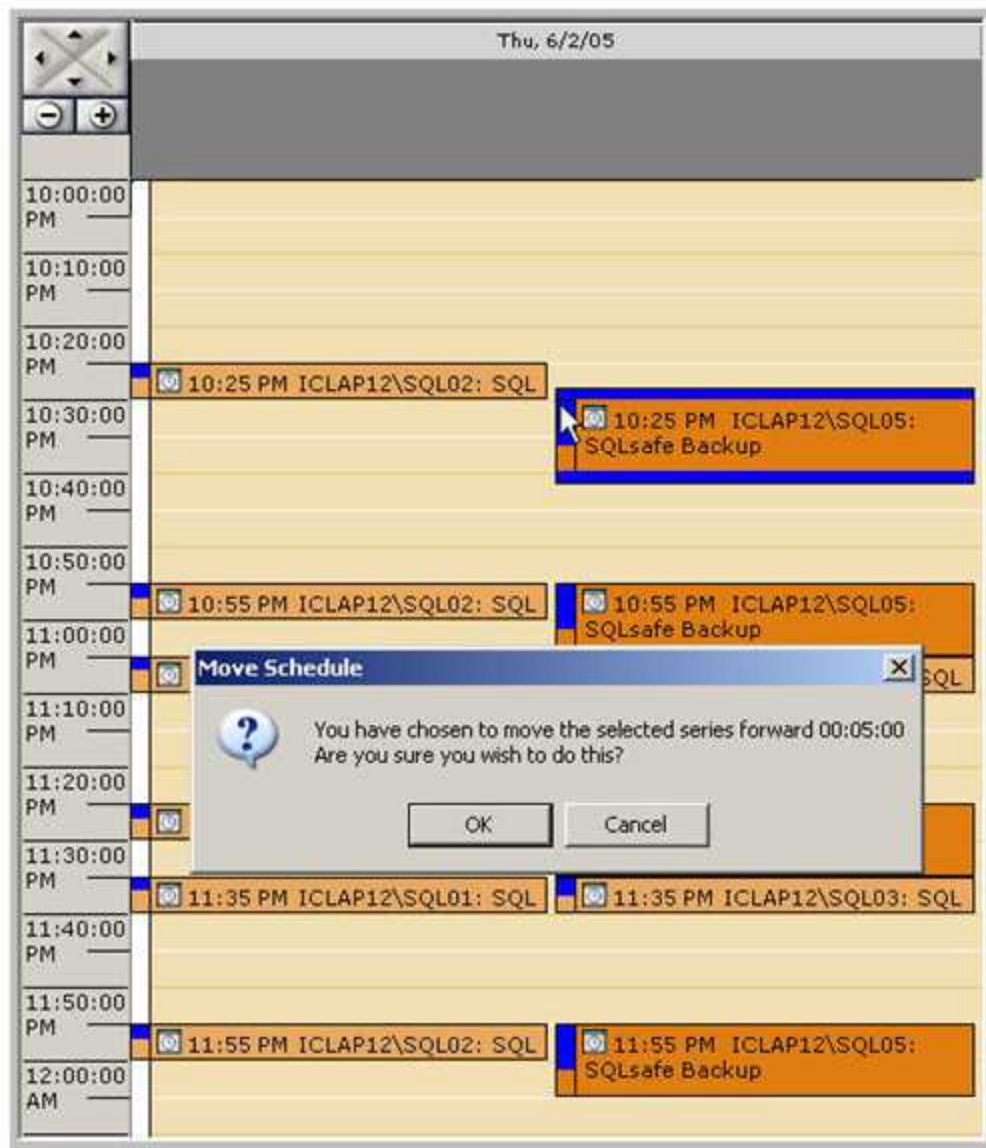 Thu, 6/2/05
10:00:00
PM
10:10:00
PM
10:20:00
PM
10:25 PM ICLAP12\SQL02: SQL
10:30:00
PM
10:25 PM ICLAP12\SQL05:
SQLsafe Backup
10:40:00
PM
10:50:00
PM
10:55 PM ICLAP12\SQL02: SQL
10:55 PM ICLAP12\SQL05:
SQLsafe Backup
11:00:00
PM
SQL
Move Schedule
You have chosen to move the selected series forward 00:05:00
Are you sure you wish to do this?
OK
Cancel
11:10:00
PM
11:20:00
PM
11:30:00
PM
11:35 PM ICLAP12\SQL01: SQL
11:35 PM ICLAP12\SQL03: SQL
11:40:00
PM
11:50:00
PM
11:55 PM ICLAP12\SQL02: SQL
11:55 PM ICLAP12\SQL05:
SQLsafe Backup
12:00:00
AM